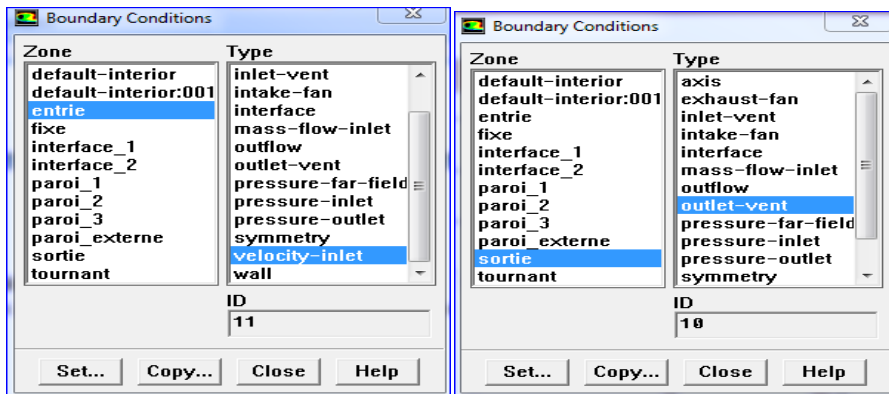 Boundary Conditions
Zone
default-interior
default-interior:001
entrie
fixe
interface_1
interface_2
paroi_1
paroi_2
paroi_3
paroi_externe
sortie
tournant
Type
inlet-vent
intake-fan
interface
mass-flow-inlet
outflow
outlet-vent
pressure-far-field
pressure-inlet
pressure-outlet
symmetry
velocity-inlet
wall
ID
11
Set... Copy... Close Help
Boundary Conditions
Zone
default-interior
default-interior:001
entrie
fixe
interface_1
interface_2
paroi_1
paroi_2
paroi_3
paroi_externe
sortie
tournant
Type
axis
exhaust-fan
inlet-vent
intake-fan
interface
mass-flow-inlet
outflow
outlet-vent
pressure-far-field
pressure-inlet
pressure-outlet
symmetry
ID
10
Set... Copy... Close Help